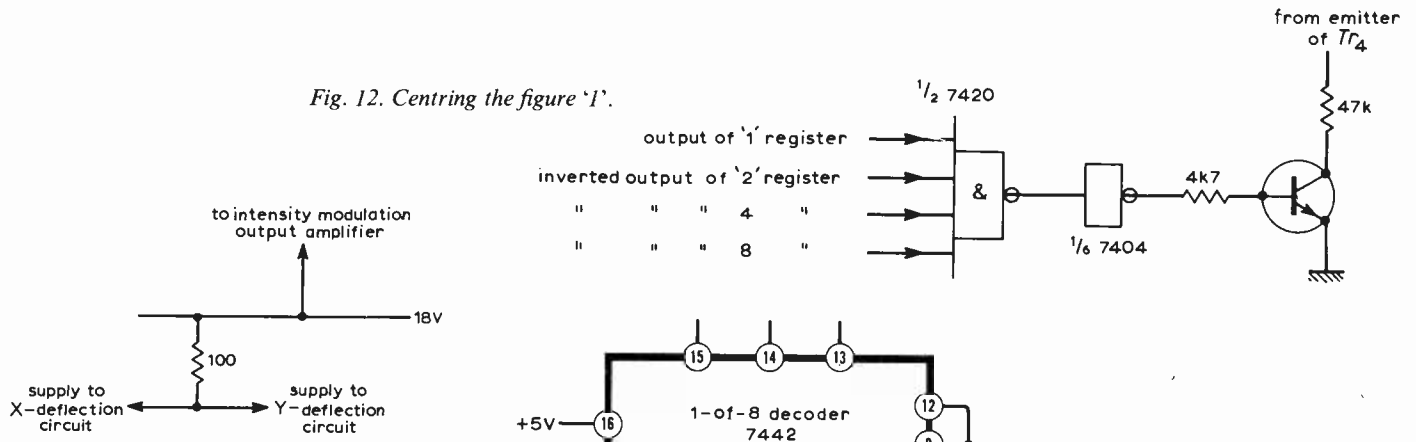 from emitter
of Tr4
47k
Fig. 12. Centring the figure '1'.
1/2 7420
output of '1' register
inverted output of '2' register
" " " 4 "
" " " 8 "
&
4k7
1/6 7404
to intensity modulation
output amplifier
18V
100
supply to
X-deflection
circuit
supply to
Y-deflection
circuit
15 14 13
+5V
16
1-of-8 decoder
7442
12